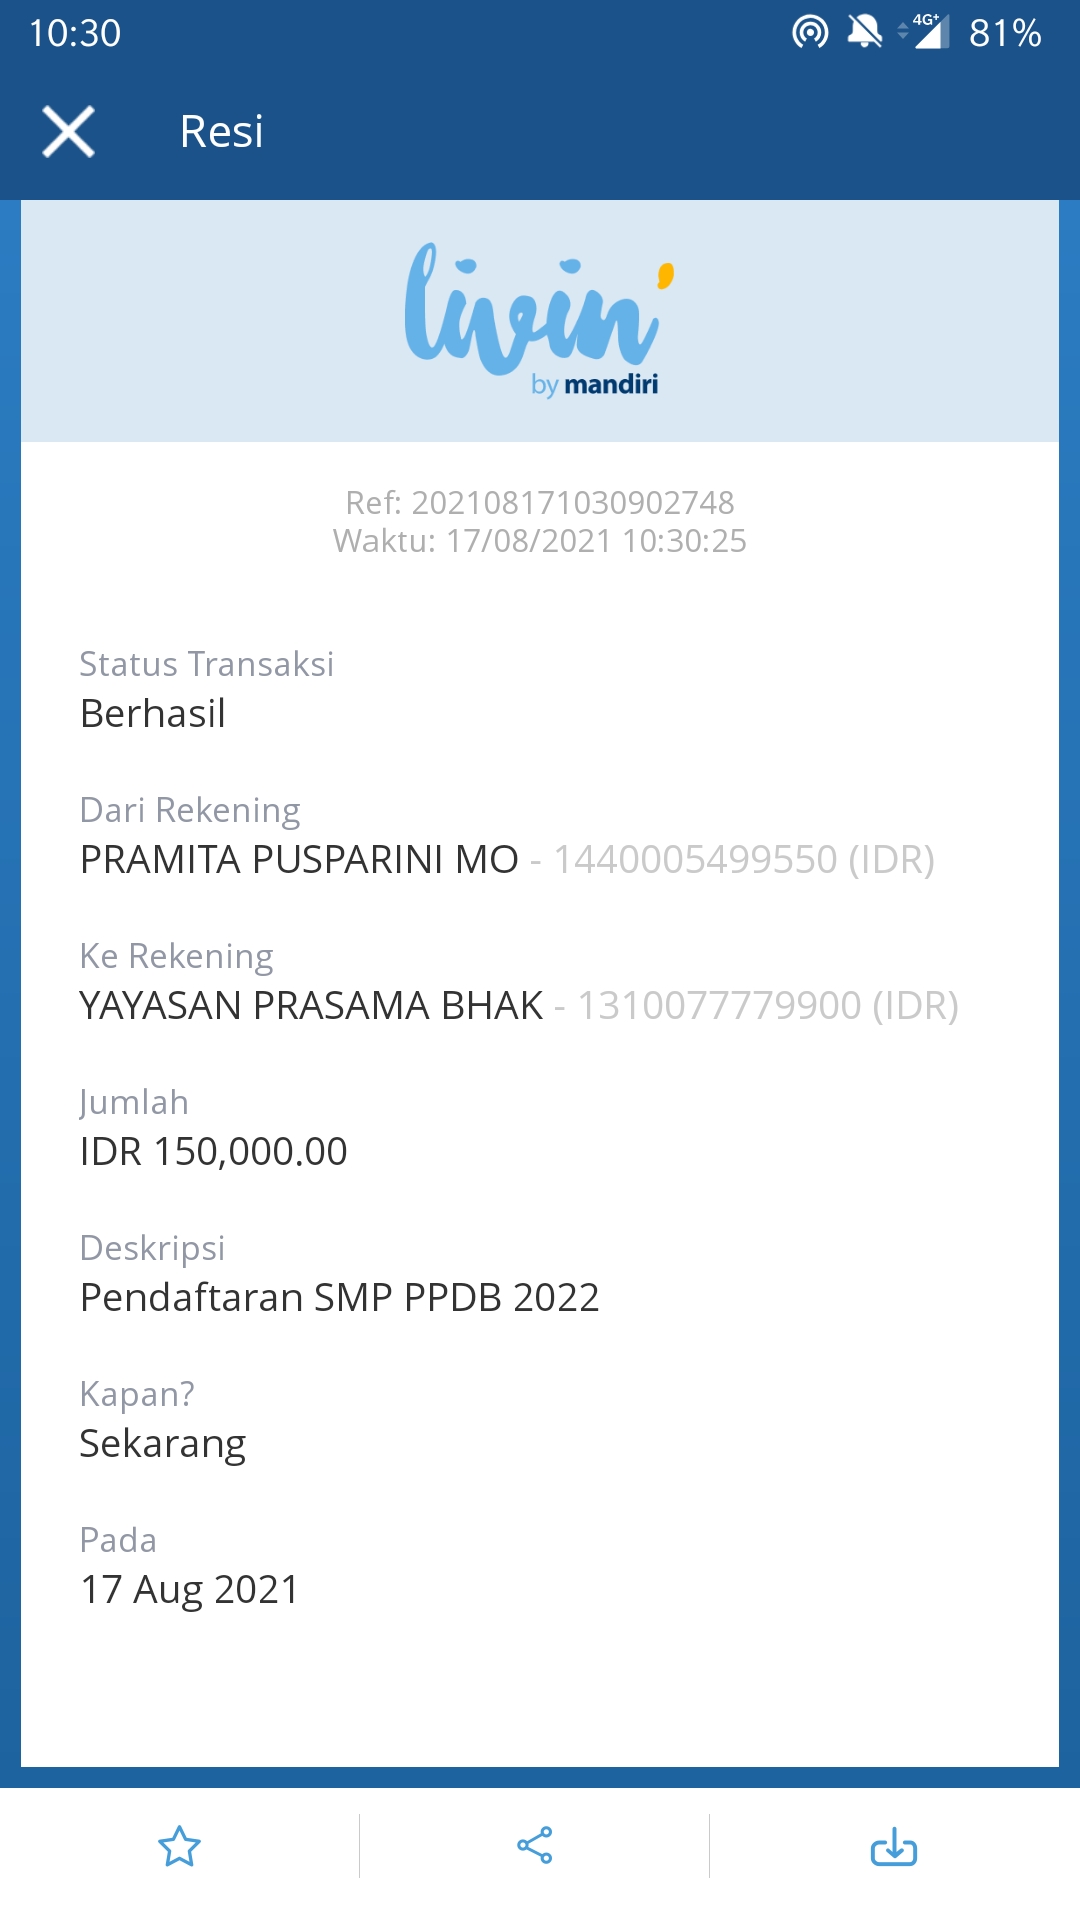 10:30
4G+
81%
Resi
livin'
by mandiri
Ref: 202108171030902748
Waktu: 17/08/2021 10:30:25
Status Transaksi
Berhasil
Dari Rekening
PRAMITA PUSPARINI MO - 1440005499550 (IDR)
Ke Rekening
YAYASAN PRASAMA BHAK - 1310077779900 (IDR)
Jumlah
IDR 150,000.00
Deskripsi
Pendaftaran SMP PPDB 2022
Kapan?
Sekarang
Pada
17 Aug 2021